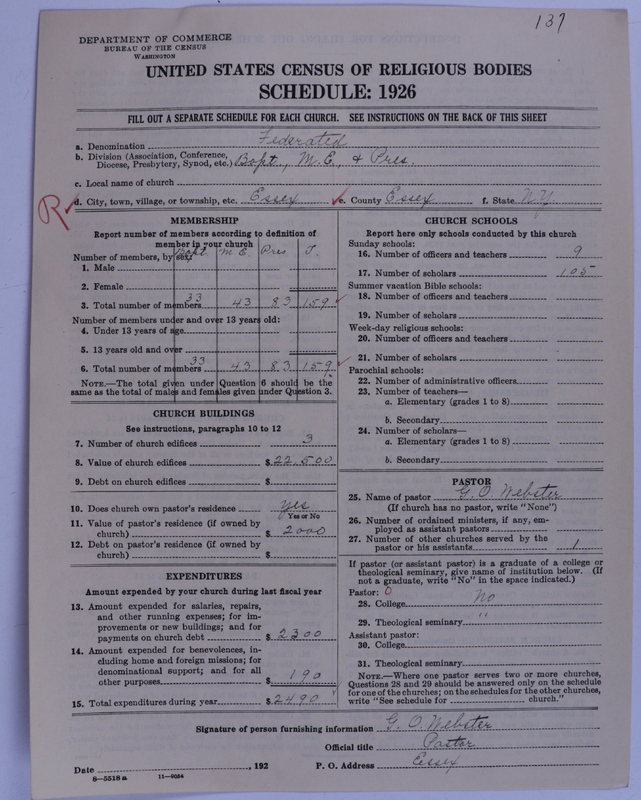 137
DEPARTMENT OF COMMERCE
BUREAU OF THE CENSUS
WASHINGTON
UNITED STATES CENSUS OF RELIGIOUS BODIES
SCHEDULE: 1926
FILL OUT A SEPARATE SCHEDULE FOR EACH CHURCH. SEE INSTRUCTIONS ON THE BACK OF THIS SHEET
a. Denomination Federated
b. Division (Association, Conference, Diocese, Presbytery, Synod, etc.) Bapt., M.E., & Pres.
c. Local name of church
R d. City, town, village, or township, etc. Essex e. County Essex f. State N.Y.
MEMBERSHIP
Report number of members according to definition of
member in your church
Bapt. M.E. Pres T.
Number of members, by sex:
1. Male
2. Female
3. Total number of members 33 43 83 159
Number of members under and over 13 years old:
4. Under 13 years of age
5. 13 years old and over
6. Total number of members 33 43 83 159
NOTE.—The total given under Question 6 should be the
same as the total of males and females given under Question 3.
CHURCH BUILDINGS
See instructions, paragraphs 10 to 12
7. Number of church edifices 3
8. Value of church edifices $ 22,500
9. Debt on church edifices $
10. Does church own pastor's residence yes
Yes or No
11. Value of pastor's residence (if owned by
church) $ 2000
12. Debt on pastor's residence (if owned by
church) $
EXPENDITURES
Amount expended by your church during last fiscal year
13. Amount expended for salaries, repairs,
and other running expenses; for im-
provements or new buildings; and for
payments on church debt $ 2300
14. Amount expended for benevolences, in-
cluding home and foreign missions; for
denominational support; and for all
other purposes $ 190
15. Total expenditures during year $ 2490
CHURCH SCHOOLS
Report here only schools conducted by this church
Sunday schools:
16. Number of officers and teachers 9
17. Number of scholars 105
Summer vacation Bible schools:
18. Number of officers and teachers
19. Number of scholars
Week-day religious schools:
20. Number of officers and teachers
21. Number of scholars
Parochial schools:
22. Number of administrative officers
23. Number of teachers—
a. Elementary (grades 1 to 8)
b. Secondary
24. Number of scholars—
a. Elementary (grades 1 to 8)
b. Secondary
PASTOR
25. Name of pastor G. O. Webster
(If church has no pastor, write "None")
26. Number of ordained ministers, if any, em-
ployed as assistant pastors
27. Number of other churches served by the
pastor or his assistants 1
If pastor (or assistant pastor) is a graduate of a college or
theological seminary, give name of institution below. (If
not a graduate, write "No" in the space indicated.)
Pastor: 0
28. College No
29. Theological seminary "
Assistant pastor:
30. College
31. Theological seminary
NOTE.—Where one pastor serves two or more churches,
Questions 28 and 29 should be answered only on the schedule
for one of the churches; on the schedules for the other churches,
write "See schedule for church."
Signature of person furnishing information G. O. Webster
Official title Pastor
Date , 192 P. O. Address Essex
8—5518 a 11—9024